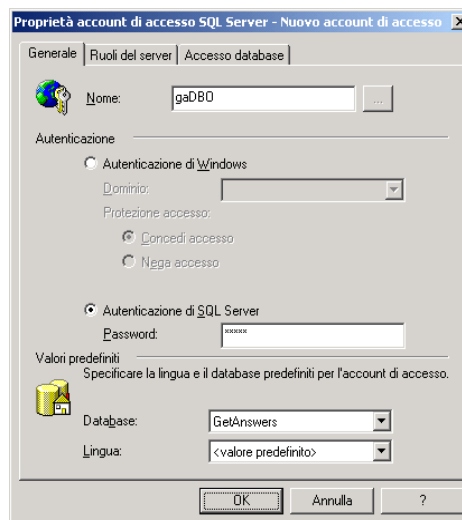 Proprietà account di accesso SQL Server - Nuovo account di accesso
Generale Ruoli del server Accesso database
Nome: gaDBO ...
Autenticazione
Autenticazione di Windows
Dominio:
Protezione accesso:
Concedi accesso
Nega accesso
Autenticazione di SQL Server
Password: *****
Valori predefiniti
Specificare la lingua e il database predefiniti per l'account di accesso.
Database: GetAnswers
Lingua: <valore predefinito>
OK Annulla ?